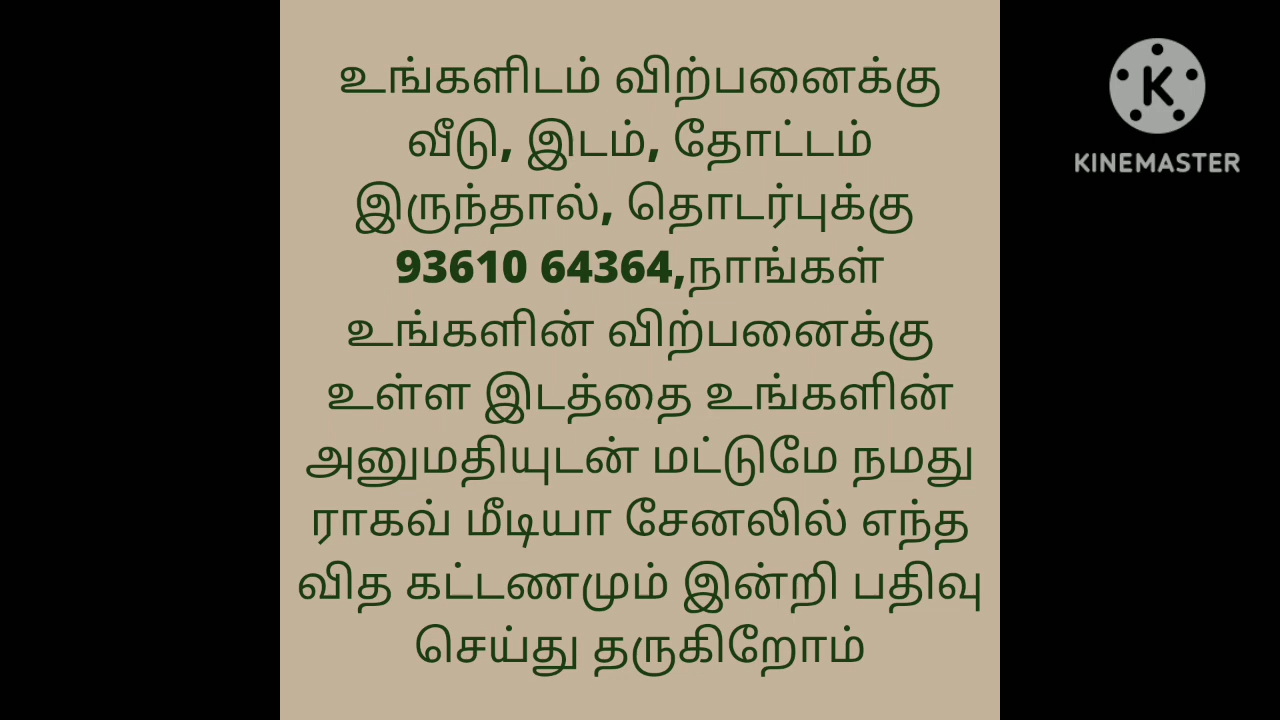 உங்களிடம் விற்பனைக்கு
வீடு, இடம், தோட்டம்
இருந்தால், தொடர்புக்கு
93610 64364,நாங்கள்
உங்களின் விற்பனைக்கு
உள்ள இடத்தை உங்களின்
அனுமதியுடன் மட்டுமே நமது
ராகவ் மீடியா சேனலில் எந்த
வித கட்டணமும் இன்றி பதிவு
செய்து தருகிறோம்
K
KINEMASTER